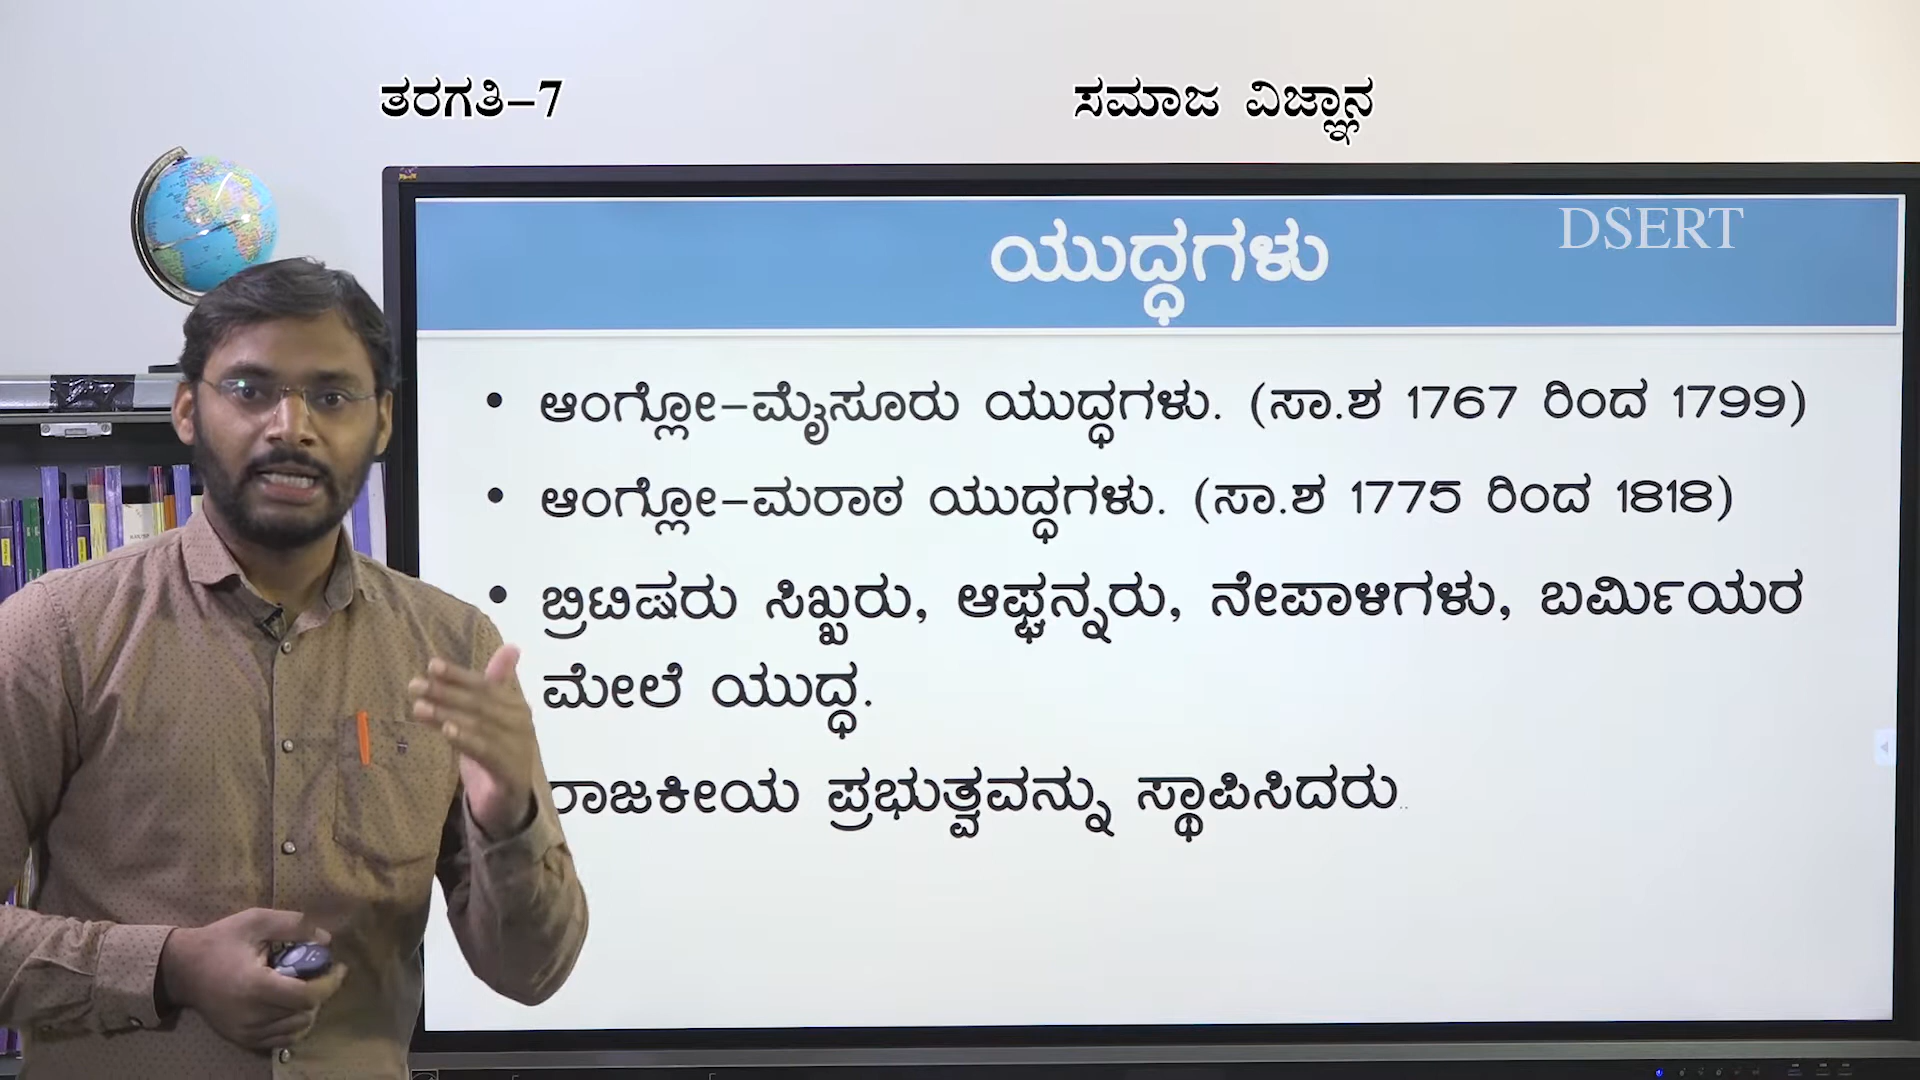 ತರಗತಿ-7
ಸಮಾಜ ವಿಜ್ಞಾನ
DSERT
ಯುದ್ಧಗಳು
• ಆಂಗ್ಲೋ-ಮೈಸೂರು ಯುದ್ಧಗಳು. (ಸಾ.ಶ 1767 ರಿಂದ 1799)
• ಆಂಗ್ಲೋ-ಮರಾಠ ಯುದ್ಧಗಳು. (ಸಾ.ಶ 1775 ರಿಂದ 1818)
• ಬ್ರಿಟಿಷರು ಸಿಖ್ಖರು, ಆಫ್ಘನ್ನರು, ನೇಪಾಳಿಗಳು, ಬರ್ಮಿಯರ
ಮೇಲೆ ಯುದ್ಧ.
ರಾಜಕೀಯ ಪ್ರಭುತ್ವವನ್ನು ಸ್ಥಾಪಿಸಿದರು..